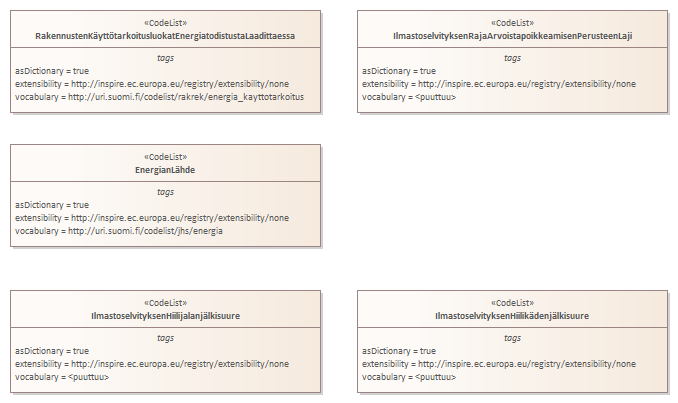 «CodeList»
RakennustenKäyttötarkoitusluokatEnergiatodistustaLaadittaessa
tags
asDictionary = true
extensibility = http://inspire.ec.europa.eu/registry/extensibility/none
vocabulary = http://uri.suomi.fi/codelist/rakrek/energia_kayttotarkoitus
«CodeList»
IlmastoselvityksenRajaArvoistapoikkeamisenPerusteenLaji
tags
asDictionary = true
extensibility = http://inspire.ec.europa.eu/registry/extensibility/none
vocabulary = <puuttuu>
«CodeList»
EnergianLähde
tags
asDictionary = true
extensibility = http://inspire.ec.europa.eu/registry/extensibility/none
vocabulary = http://uri.suomi.fi/codelist/jhs/energia
«CodeList»
IlmastoselvityksenHiilijalanjälkisuure
tags
asDictionary = true
extensibility = http://inspire.ec.europa.eu/registry/extensibility/none
vocabulary = <puuttuu>
«CodeList»
IlmastoselvityksenHiilikädenjälkisuure
tags
asDictionary = true
extensibility = http://inspire.ec.europa.eu/registry/extensibility/none
vocabulary = <puuttuu>